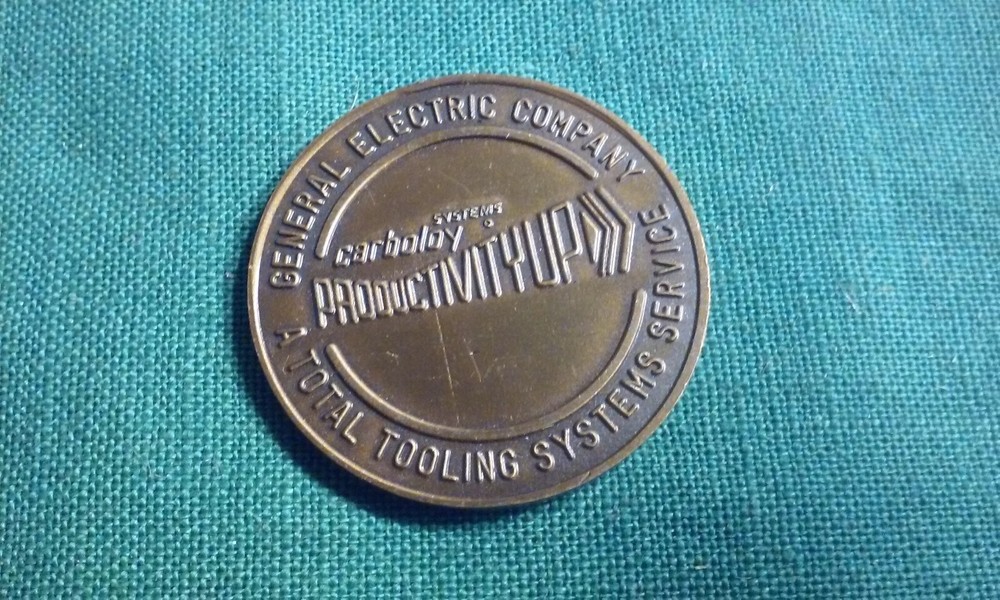 GENERAL ELECTRIC COMPANY
SYSTEMS
carboloy ®
PRODUCTIVITY UP
A TOTAL TOOLING SYSTEMS SERVICE